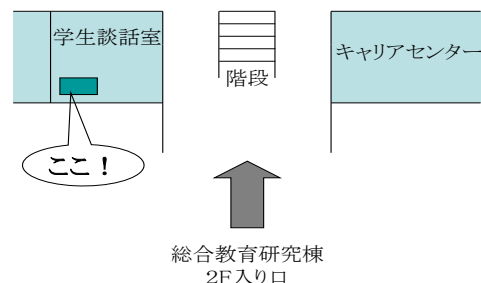 学生談話室
階段
キャリアセンター
ここ！
総合教育研究棟
2F入り口